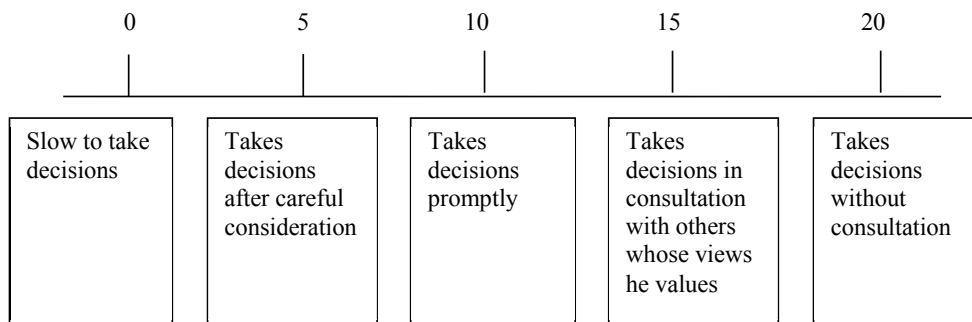 0 5 10 15 20
Slow to take
decisions
Takes
decisions
after careful
consideration
Takes
decisions
promptly
Takes
decisions in
consultation
with others
whose views
he values
Takes
decisions
without
consultation